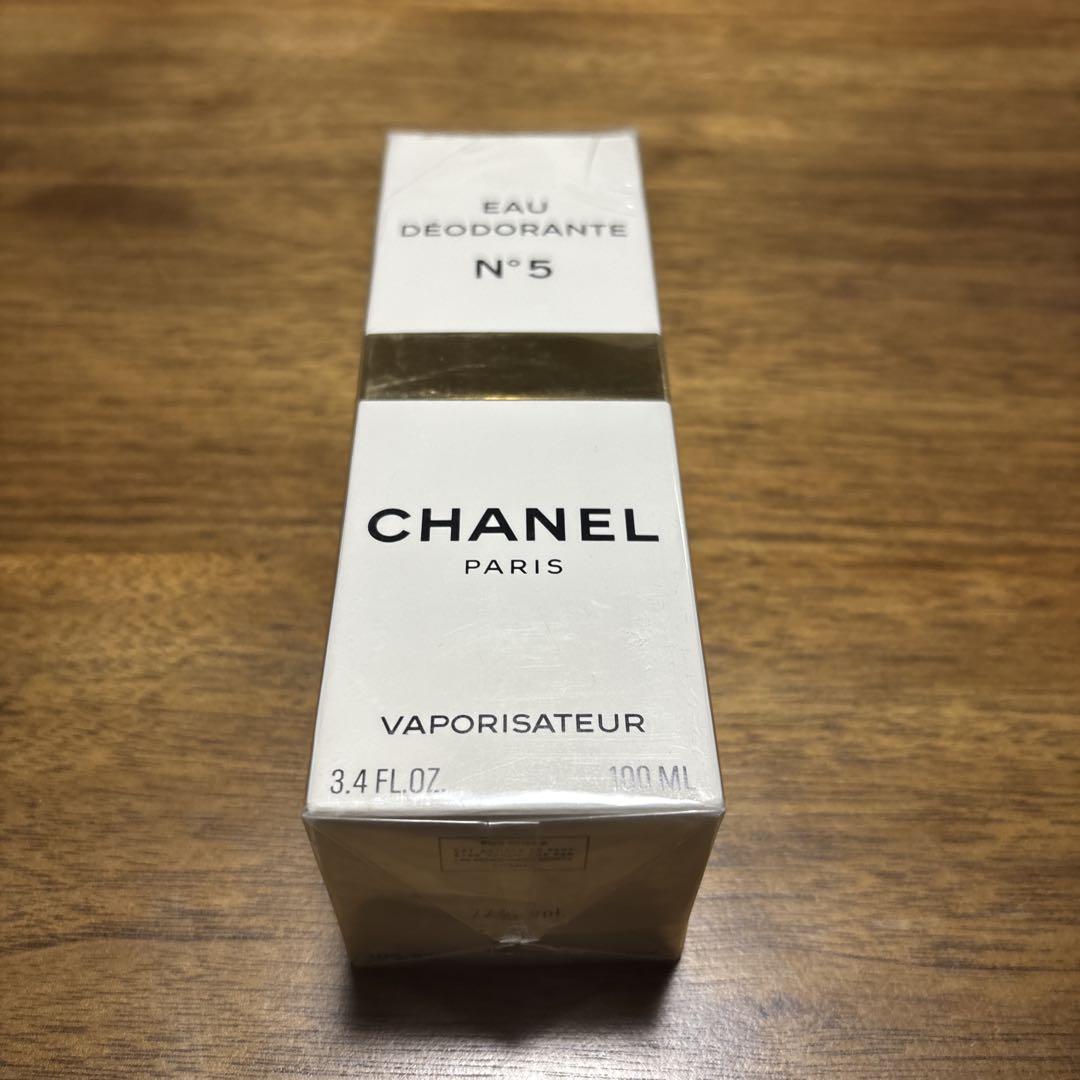 EAU
DÉODORANTE
N°5
CHANEL
PARIS
VAPORISATEUR
3.4 FL.OZ. 100 ML